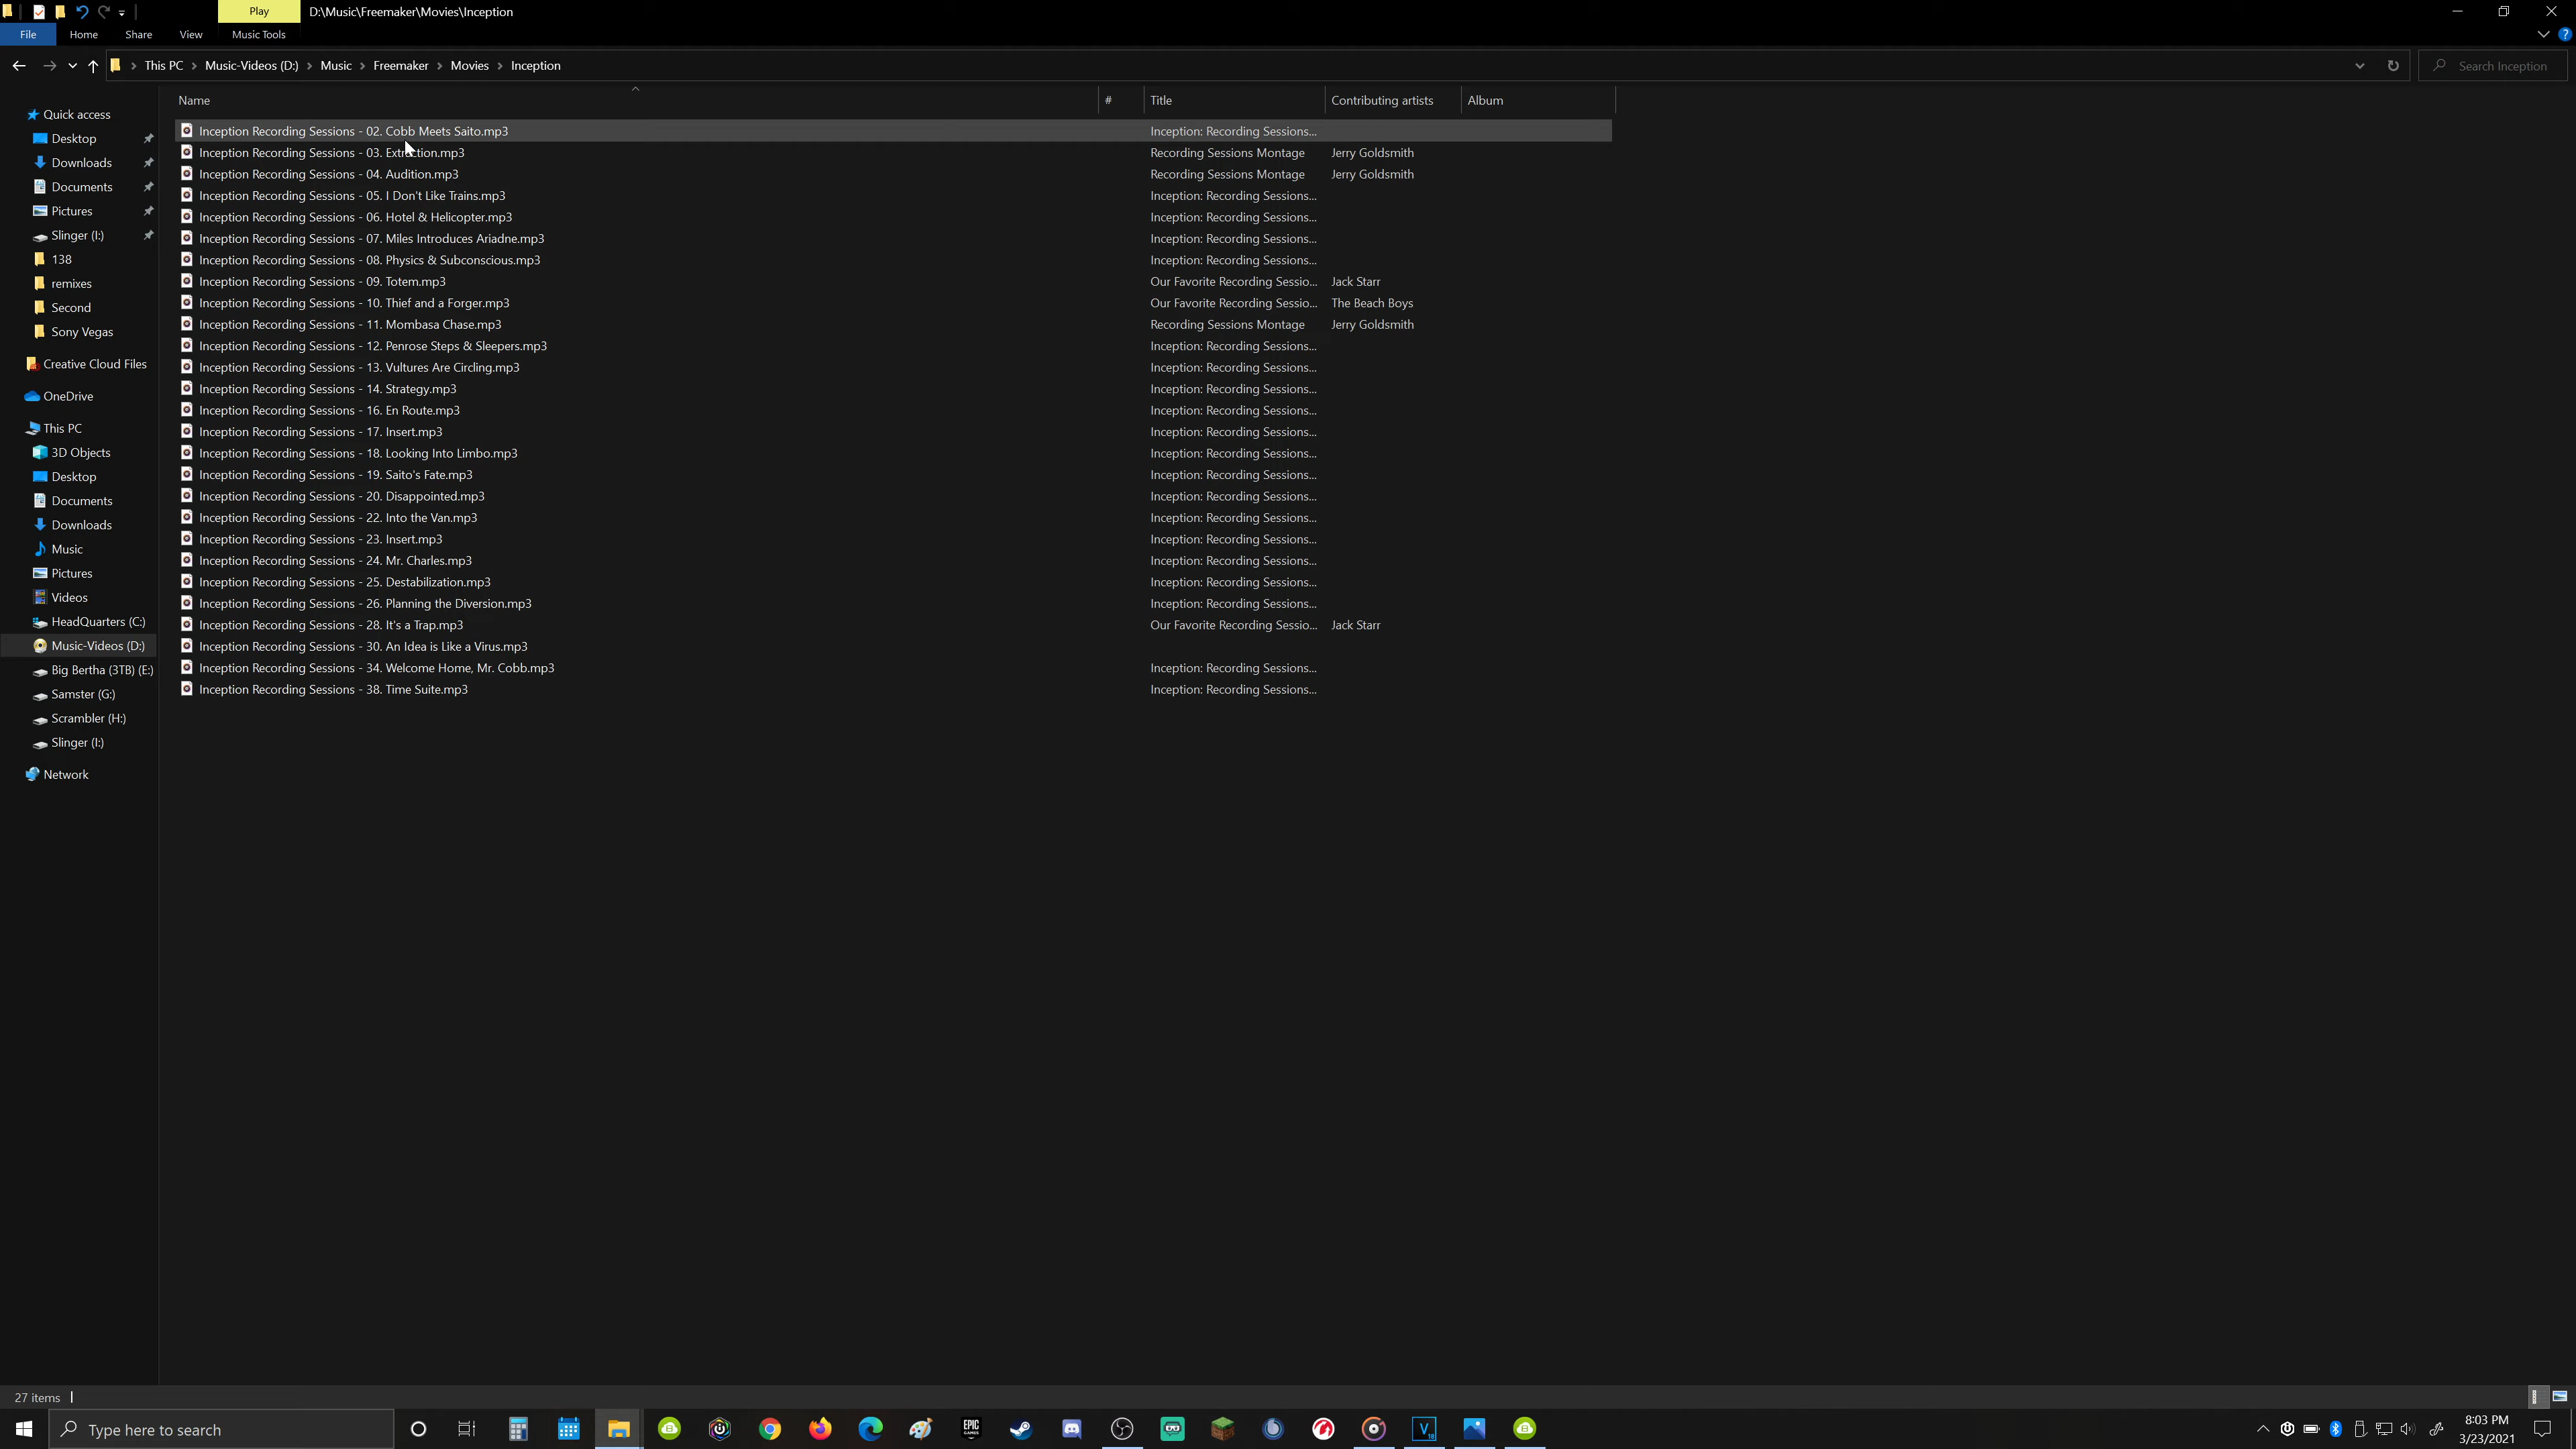 Play D:\Music\Freemaker\Movies\Inception
File Home Share View Music Tools
This PC Music-Videos (D:) Music Freemaker Movies Inception Search Inception
Name # Title Contributing artists Album
Quick access
Desktop
Downloads
Documents
Pictures
Slinger (I:)
138
remixes
Second
Sony Vegas
Creative Cloud Files
OneDrive
This PC
3D Objects
Desktop
Documents
Downloads
Music
Pictures
Videos
HeadQuarters (C:)
Music-Videos (D:)
Big Bertha (3TB) (E:)
Samster (G:)
Scrambler (H:)
Slinger (I:)
Network
Inception Recording Sessions - 02. Cobb Meets Saito.mp3 Inception: Recording Sessions...
Inception Recording Sessions - 03. Extraction.mp3 Recording Sessions Montage Jerry Goldsmith
Inception Recording Sessions - 04. Audition.mp3 Recording Sessions Montage Jerry Goldsmith
Inception Recording Sessions - 05. I Don't Like Trains.mp3 Inception: Recording Sessions...
Inception Recording Sessions - 06. Hotel & Helicopter.mp3 Inception: Recording Sessions...
Inception Recording Sessions - 07. Miles Introduces Ariadne.mp3 Inception: Recording Sessions...
Inception Recording Sessions - 08. Physics & Subconscious.mp3 Inception: Recording Sessions...
Inception Recording Sessions - 09. Totem.mp3 Our Favorite Recording Sessio... Jack Starr
Inception Recording Sessions - 10. Thief and a Forger.mp3 Our Favorite Recording Sessio... The Beach Boys
Inception Recording Sessions - 11. Mombasa Chase.mp3 Recording Sessions Montage Jerry Goldsmith
Inception Recording Sessions - 12. Penrose Steps & Sleepers.mp3 Inception: Recording Sessions...
Inception Recording Sessions - 13. Vultures Are Circling.mp3 Inception: Recording Sessions...
Inception Recording Sessions - 14. Strategy.mp3 Inception: Recording Sessions...
Inception Recording Sessions - 16. En Route.mp3 Inception: Recording Sessions...
Inception Recording Sessions - 17. Insert.mp3 Inception: Recording Sessions...
Inception Recording Sessions - 18. Looking Into Limbo.mp3 Inception: Recording Sessions...
Inception Recording Sessions - 19. Saito's Fate.mp3 Inception: Recording Sessions...
Inception Recording Sessions - 20. Disappointed.mp3 Inception: Recording Sessions...
Inception Recording Sessions - 22. Into the Van.mp3 Inception: Recording Sessions...
Inception Recording Sessions - 23. Insert.mp3 Inception: Recording Sessions...
Inception Recording Sessions - 24. Mr. Charles.mp3 Inception: Recording Sessions...
Inception Recording Sessions - 25. Destabilization.mp3 Inception: Recording Sessions...
Inception Recording Sessions - 26. Planning the Diversion.mp3 Inception: Recording Sessions...
Inception Recording Sessions - 28. It's a Trap.mp3 Our Favorite Recording Sessio... Jack Starr
Inception Recording Sessions - 30. An Idea is Like a Virus.mp3
Inception Recording Sessions - 34. Welcome Home, Mr. Cobb.mp3 Inception: Recording Sessions...
Inception Recording Sessions - 38. Time Suite.mp3 Inception: Recording Sessions...
27 items
Type here to search
EPIC GAMES
V 18
8:03 PM
3/23/2021